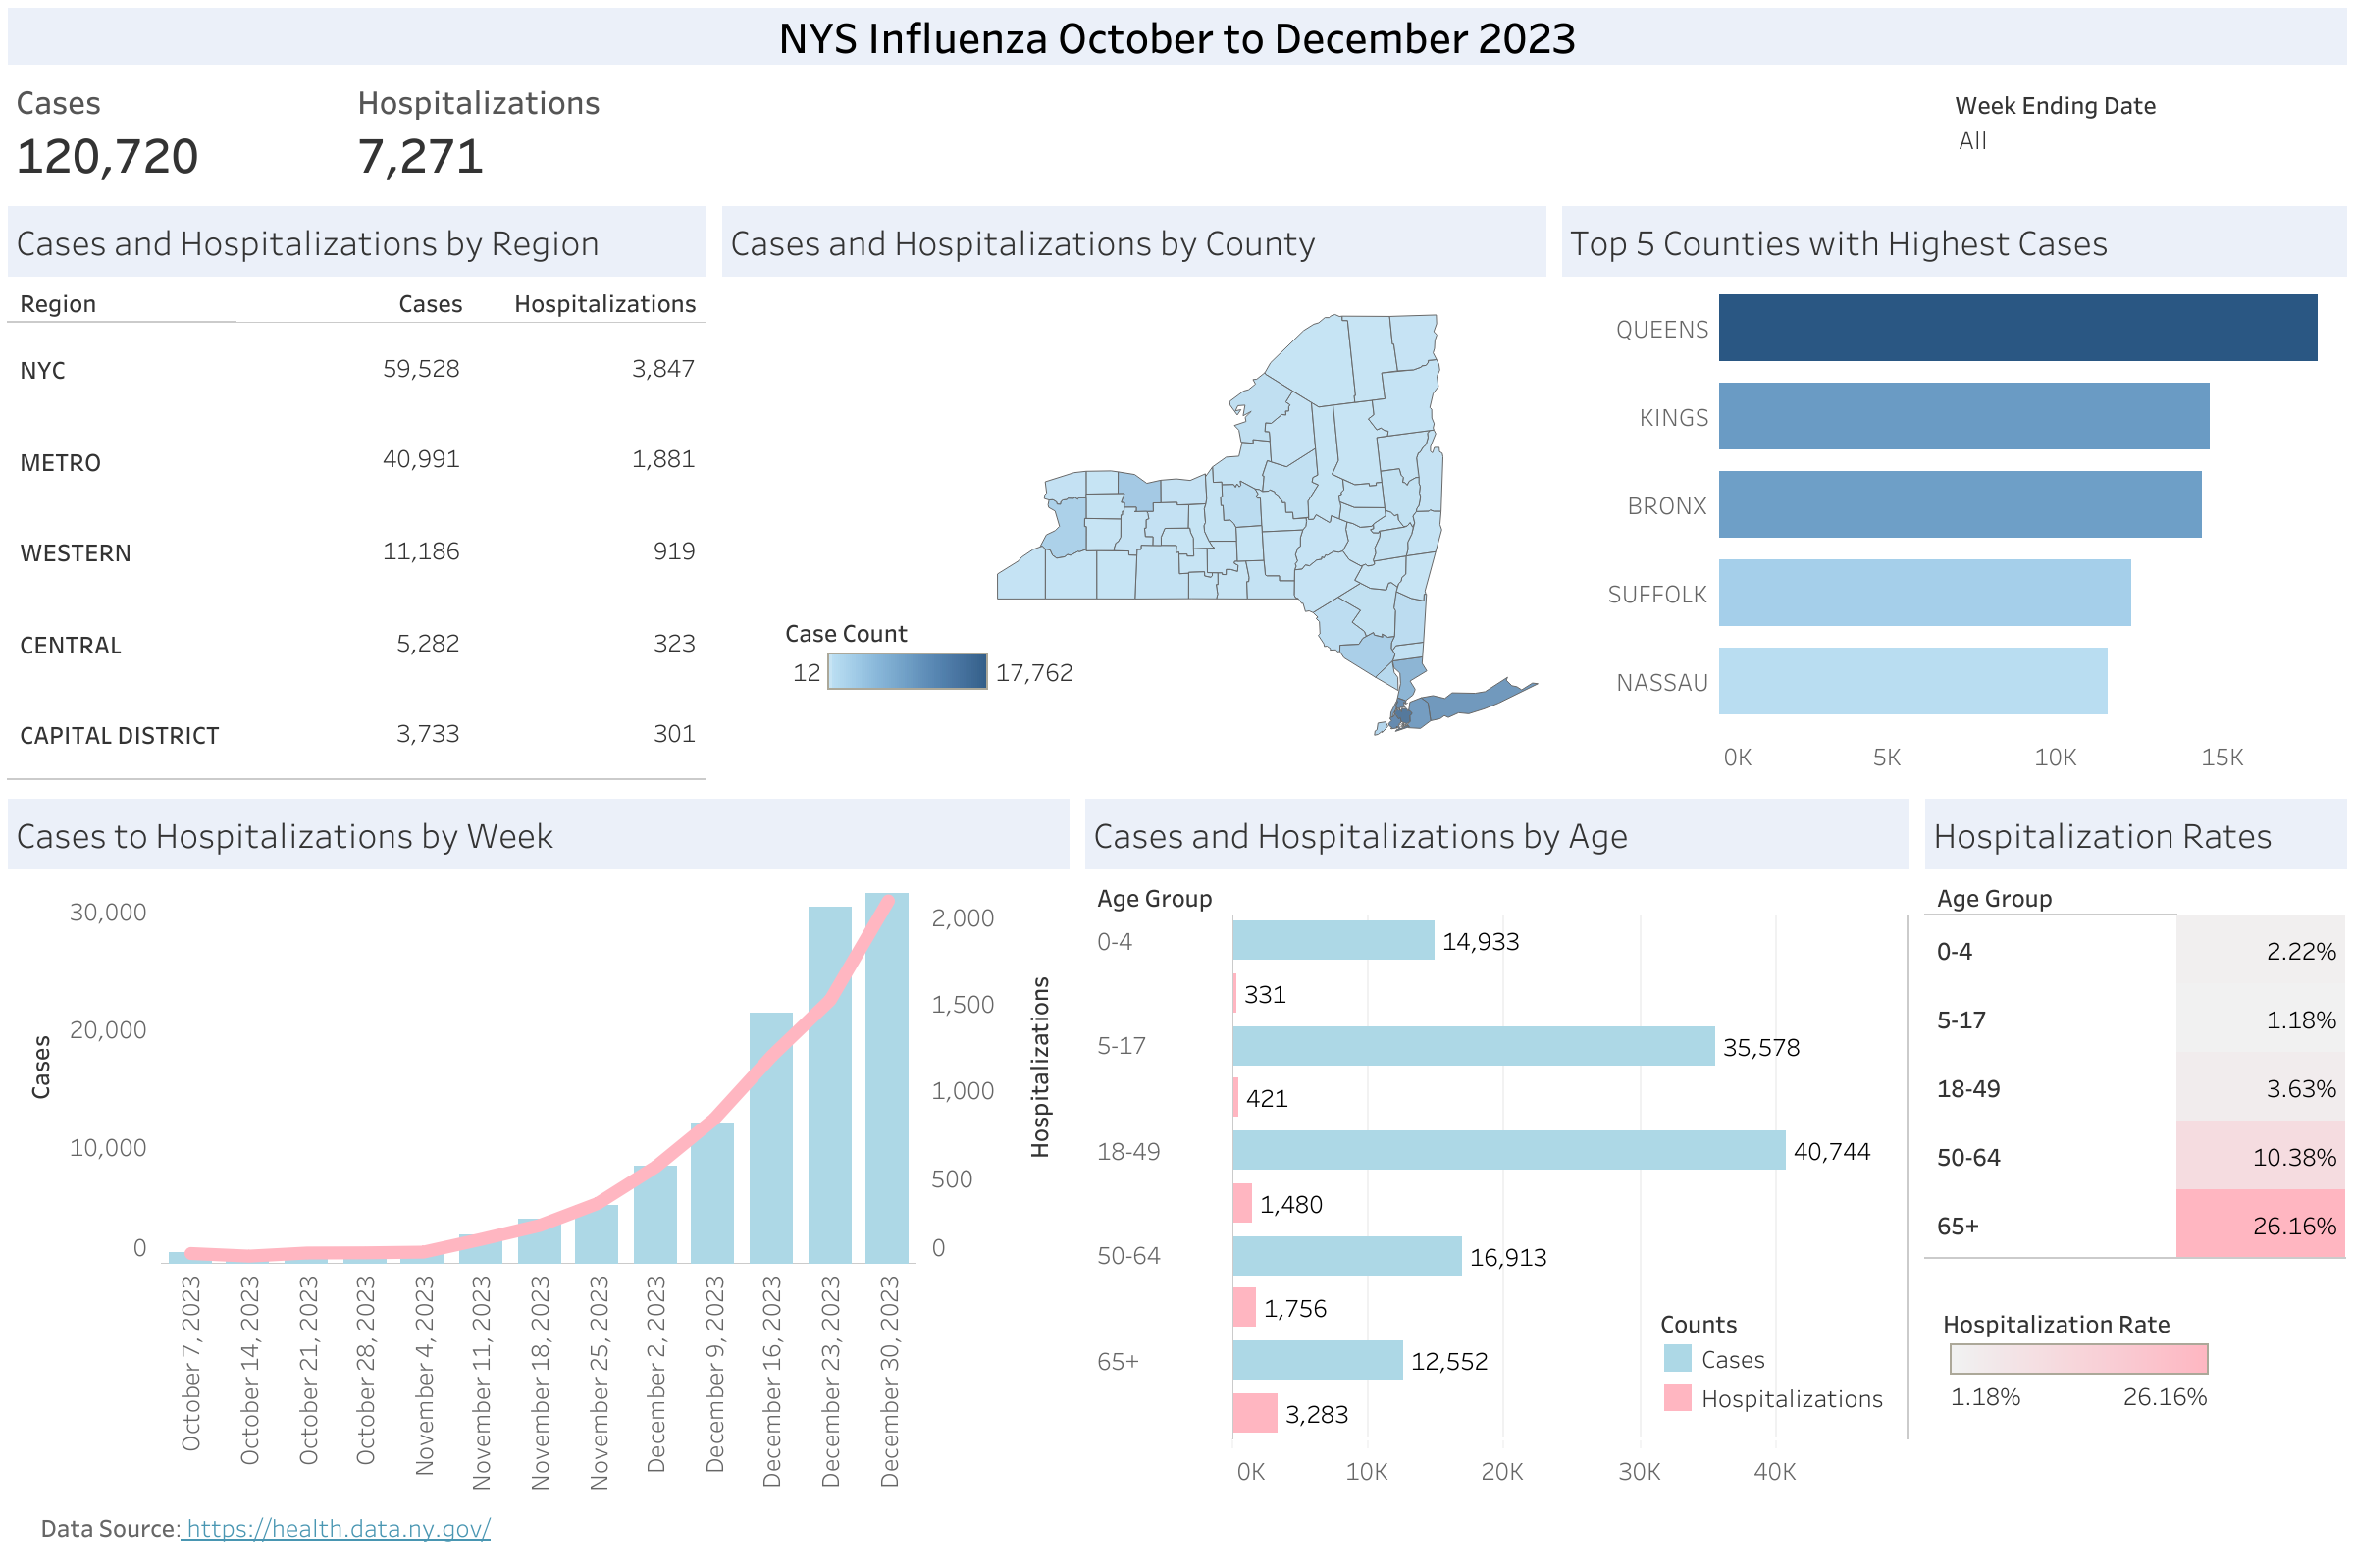 NYS Influenza October to December 2023
Cases
120,720
Hospitalizations
7,271
Week Ending Date
All
Cases and Hospitalizations by Region
Region Cases Hospitalizations
NYC 59,528 3,847
METRO 40,991 1,881
WESTERN 11,186 919
CENTRAL 5,282 323
CAPITAL DISTRICT 3,733 301
Cases and Hospitalizations by County
Case Count
12 17,762
Top 5 Counties with Highest Cases
QUEENS
KINGS
BRONX
SUFFOLK
NASSAU
0K 5K 10K 15K
Cases to Hospitalizations by Week
Cases
30,000
20,000
10,000
0
2,000
1,500
1,000
500
0
Hospitalizations
October 7, 2023
October 14, 2023
October 21, 2023
October 28, 2023
November 4, 2023
November 11, 2023
November 18, 2023
November 25, 2023
December 2, 2023
December 9, 2023
December 16, 2023
December 23, 2023
December 30, 2023
Cases and Hospitalizations by Age
Age Group
0-4 14,933
331
5-17 35,578
421
18-49 40,744
1,480
50-64 16,913
1,756
65+ 12,552
3,283
0K 10K 20K 30K 40K
Counts
Cases
Hospitalizations
Hospitalization Rates
Age Group
0-4 2.22%
5-17 1.18%
18-49 3.63%
50-64 10.38%
65+ 26.16%
Hospitalization Rate
1.18% 26.16%
Data Source: https://health.data.ny.gov/